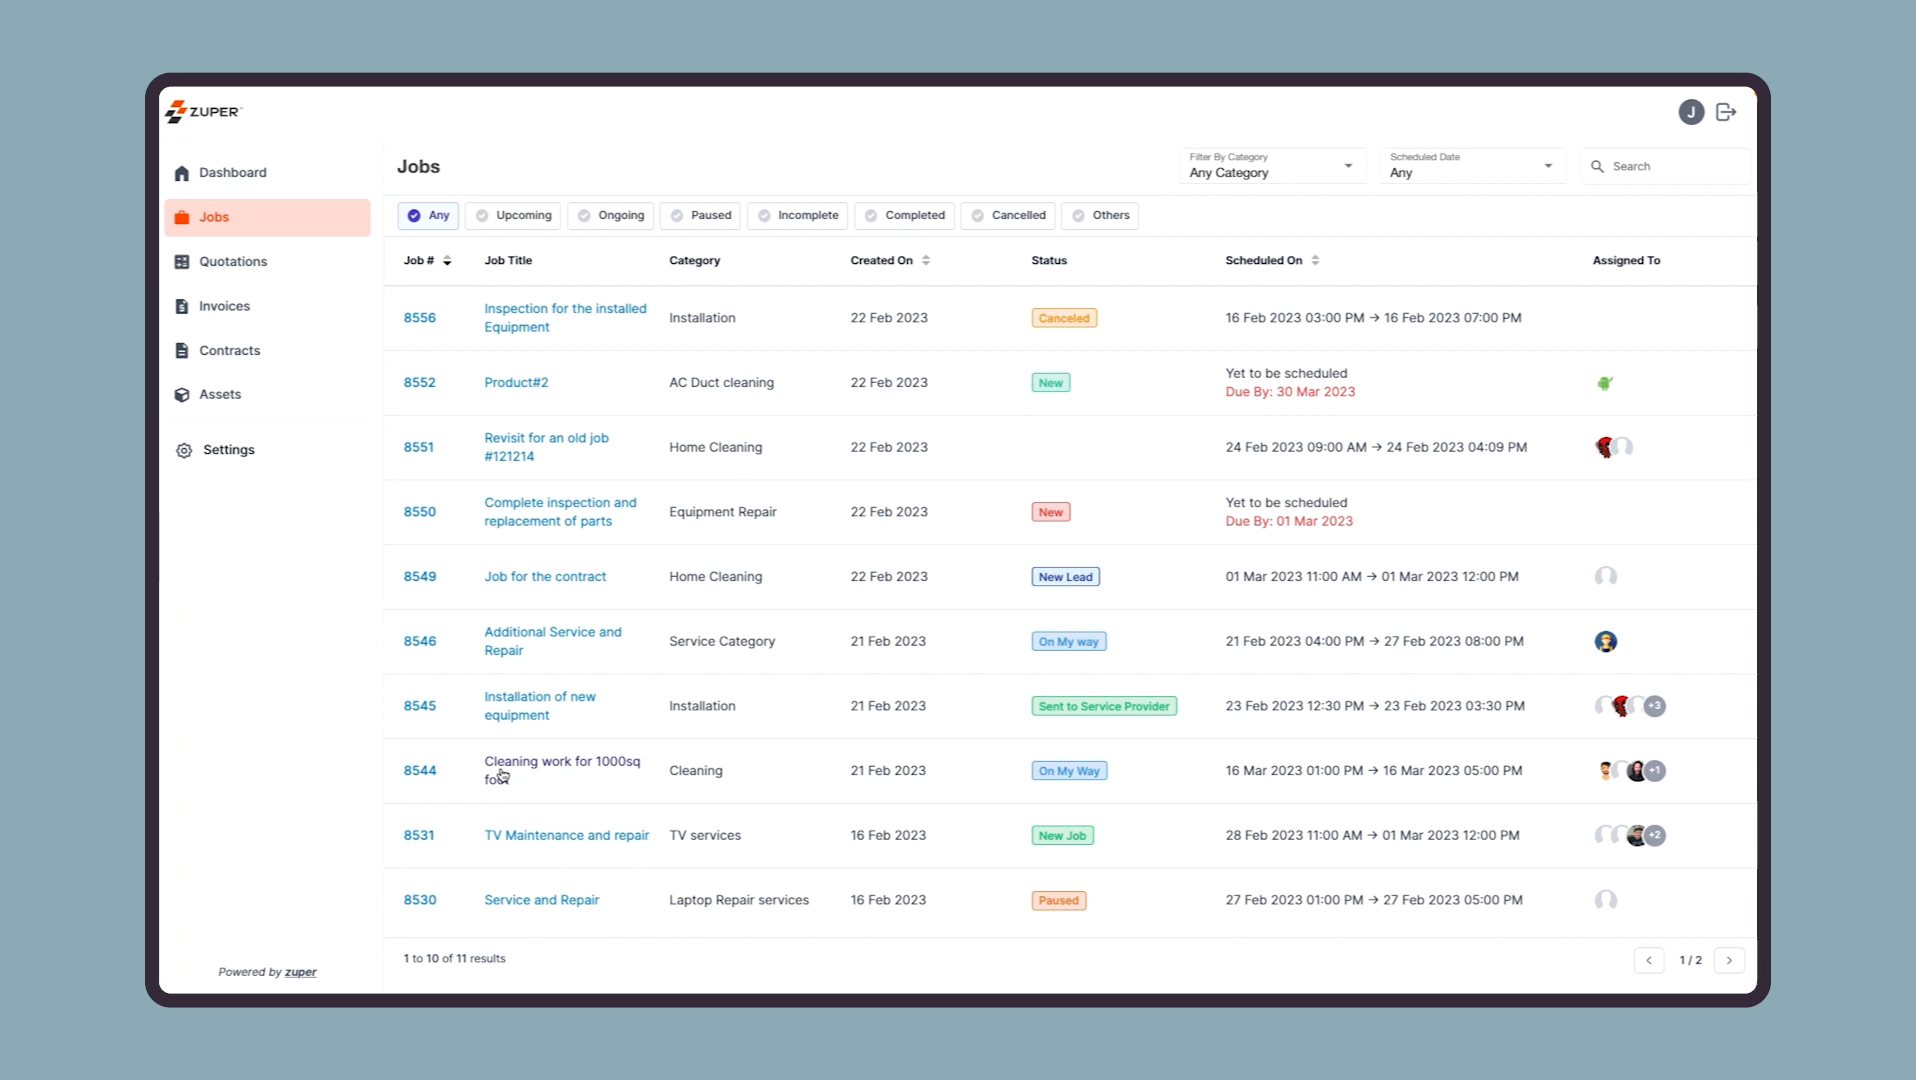 ZUPER
J
Dashboard
Jobs
Quotations
Invoices
Contracts
Assets
Settings
Powered by zuper
Jobs
Filter By Category
Any Category
Scheduled Date
Any
Search
Any Upcoming Ongoing Paused Incomplete Completed Cancelled Others
Job # Job Title Category Created On Status Scheduled On Assigned To
8556 Inspection for the installed Installation 22 Feb 2023 Canceled 16 Feb 2023 03:00 PM → 16 Feb 2023 07:00 PM
Equipment
8552 Product#2 AC Duct cleaning 22 Feb 2023 New Yet to be scheduled
Due By: 30 Mar 2023
8551 Revisit for an old job Home Cleaning 22 Feb 2023 24 Feb 2023 09:00 AM → 24 Feb 2023 04:09 PM
#121214
8550 Complete inspection and Equipment Repair 22 Feb 2023 New Yet to be scheduled
replacement of parts Due By: 01 Mar 2023
8549 Job for the contract Home Cleaning 22 Feb 2023 New Lead 01 Mar 2023 11:00 AM → 01 Mar 2023 12:00 PM
8546 Additional Service and Service Category 21 Feb 2023 On My way 21 Feb 2023 04:00 PM → 27 Feb 2023 08:00 PM
Repair
8545 Installation of new Installation 21 Feb 2023 Sent to Service Provider 23 Feb 2023 12:30 PM → 23 Feb 2023 03:30 PM +3
equipment
8544 Cleaning work for 1000sq Cleaning 21 Feb 2023 On My Way 16 Mar 2023 01:00 PM → 16 Mar 2023 05:00 PM +1
8531 TV Maintenance and repair TV services 16 Feb 2023 New Job 28 Feb 2023 11:00 AM → 01 Mar 2023 12:00 PM +2
8530 Service and Repair Laptop Repair services 16 Feb 2023 Paused 27 Feb 2023 01:00 PM → 27 Feb 2023 05:00 PM
1 to 10 of 11 results
1 / 2